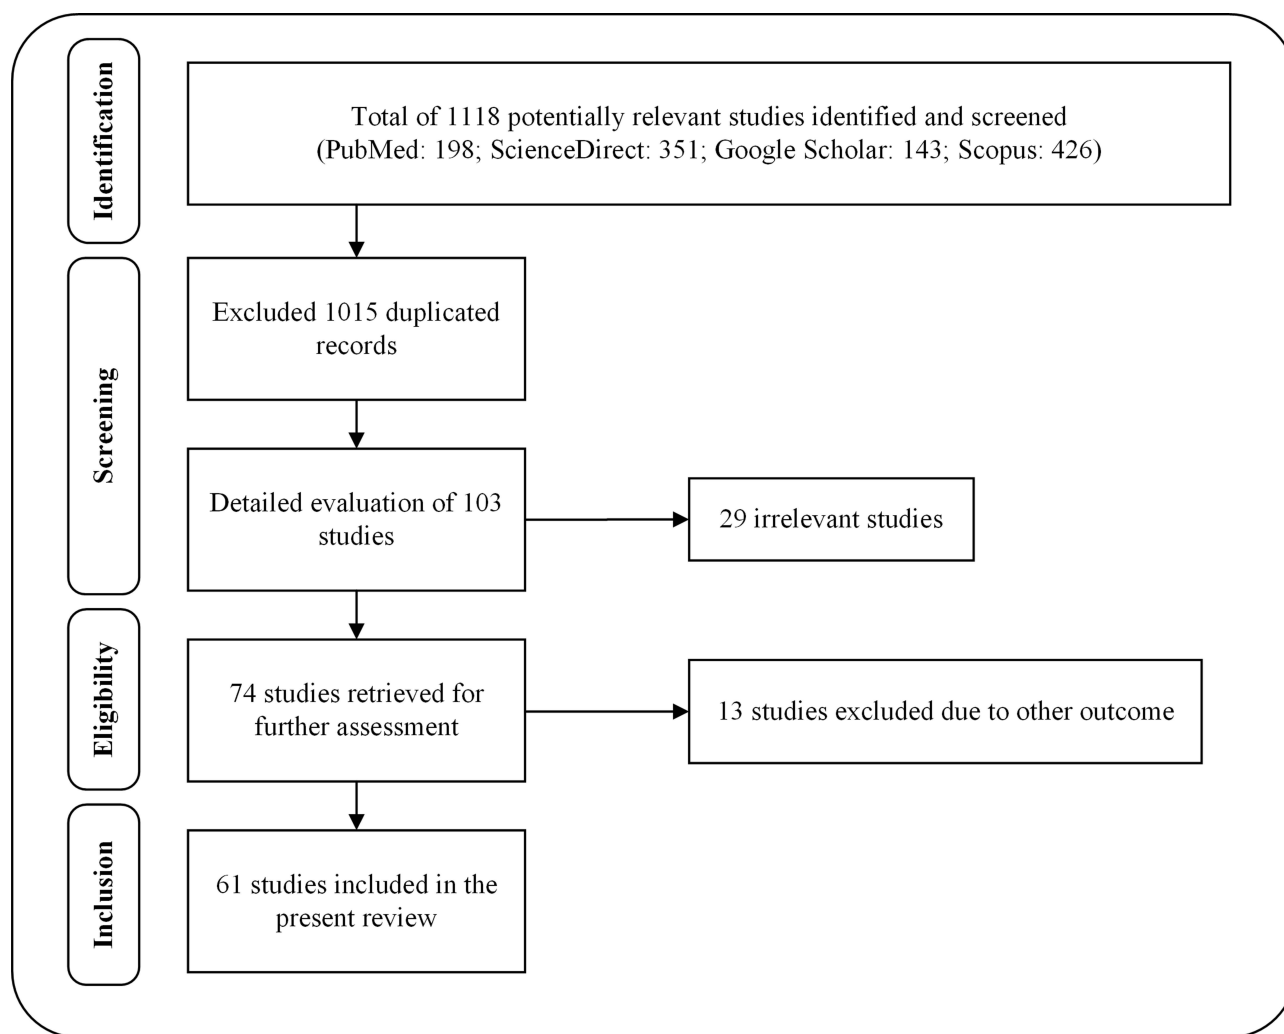 Identification
Total of 1118 potentially relevant studies identified and screened
(PubMed: 198; ScienceDirect: 351; Google Scholar: 143; Scopus: 426)
Screening
Excluded 1015 duplicated
records
Detailed evaluation of 103
studies
29 irrelevant studies
Eligibility
74 studies retrieved for
further assessment
13 studies excluded due to other outcome
Inclusion
61 studies included in the
present review